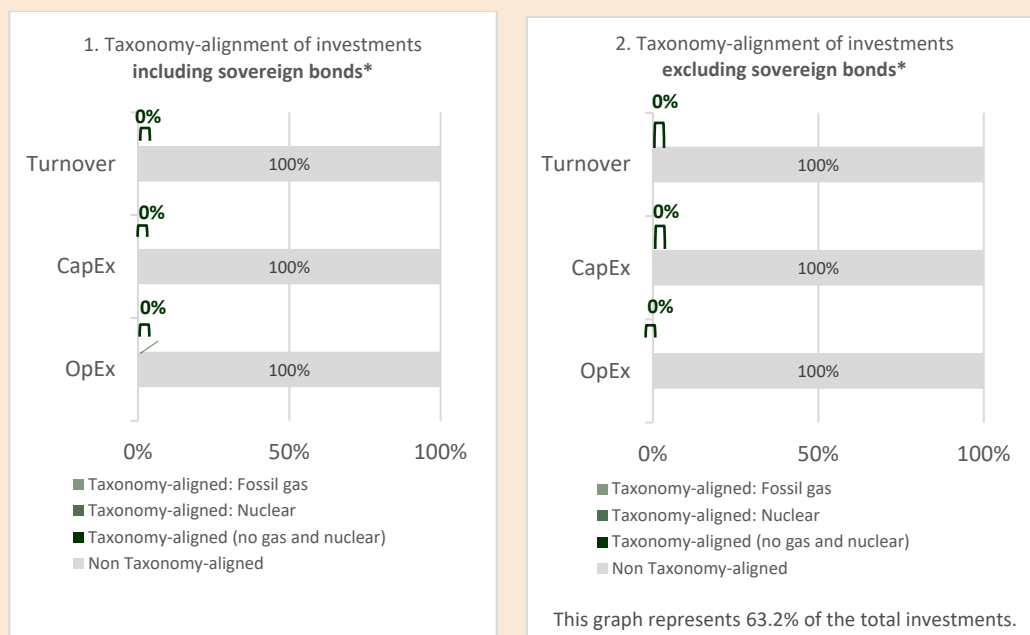 1. Taxonomy-alignment of investments
including sovereign bonds*
0%
Turnover
100%
0%
CapEx
100%
0%
OpEx
100%
0%
50%
100%
Taxonomy-aligned: Fossil gas
Taxonomy-aligned: Nuclear
Taxonomy-aligned (no gas and nuclear)
Non Taxonomy-aligned
2. Taxonomy-alignment of investments
excluding sovereign bonds*
0%
Turnover
100%
0%
CapEx
100%
0%
OpEx
100%
0%
50%
100%
Taxonomy-aligned: Fossil gas
Taxonomy-aligned: Nuclear
Taxonomy-aligned (no gas and nuclear)
Non Taxonomy-aligned
This graph represents 63.2% of the total investments.